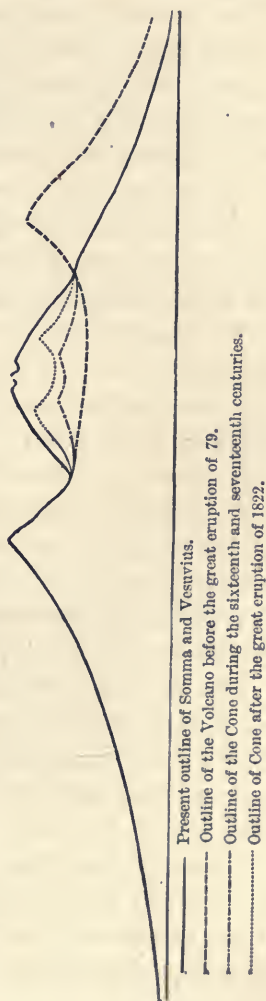 Present outline of Somma and Vesuvius.
Outline of the Volcano before the great eruption of 79.
Outline of the Cone during the sixteenth and seventeenth centuries.
Outline of Cone after the great eruption of 1822.